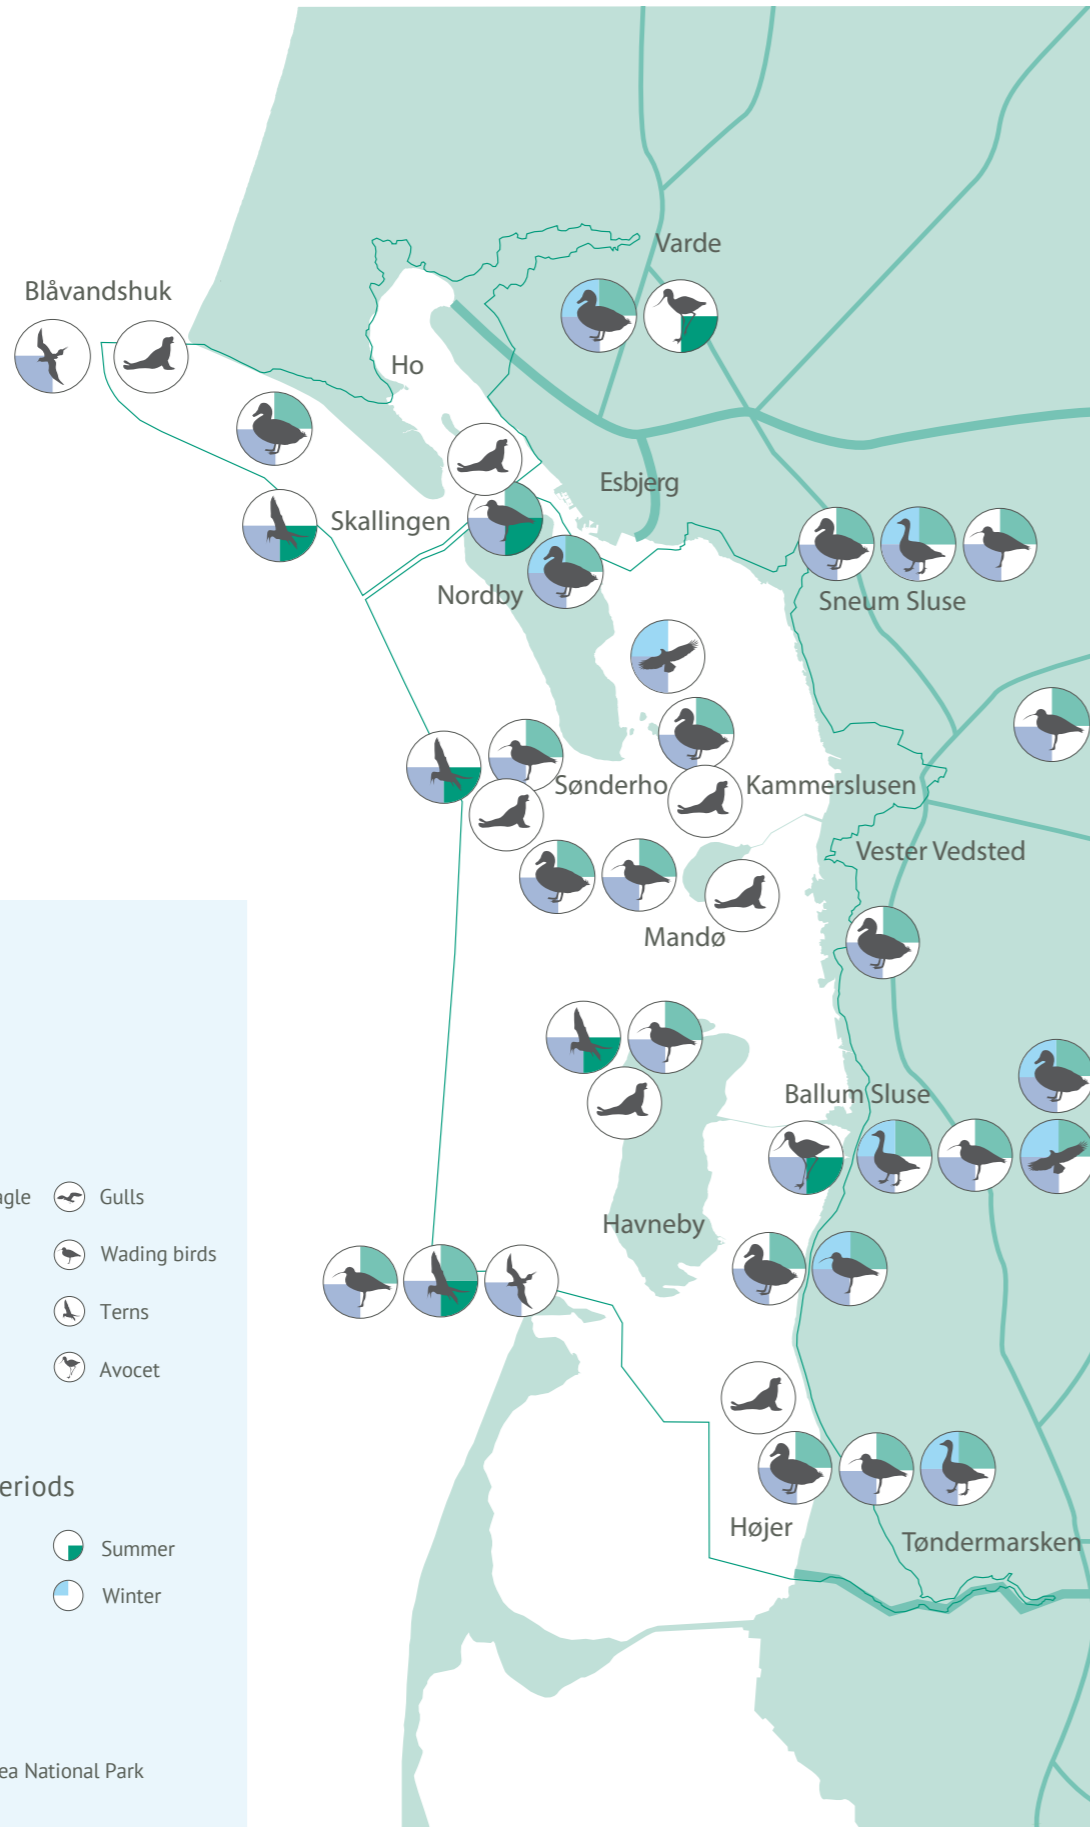 Varde
Blåvandshuk
Ho
Esbjerg
Skallingen
Nordby
Sneum Sluse
Sønderho
Kammerslusen
Vester Vedsted
Mandø
Ballum Sluse
Havneby
Højer
Tøndermarsken
agle
Gulls
Wading birds
Terns
Avocet
eriods
Summer
Winter
ea National Park